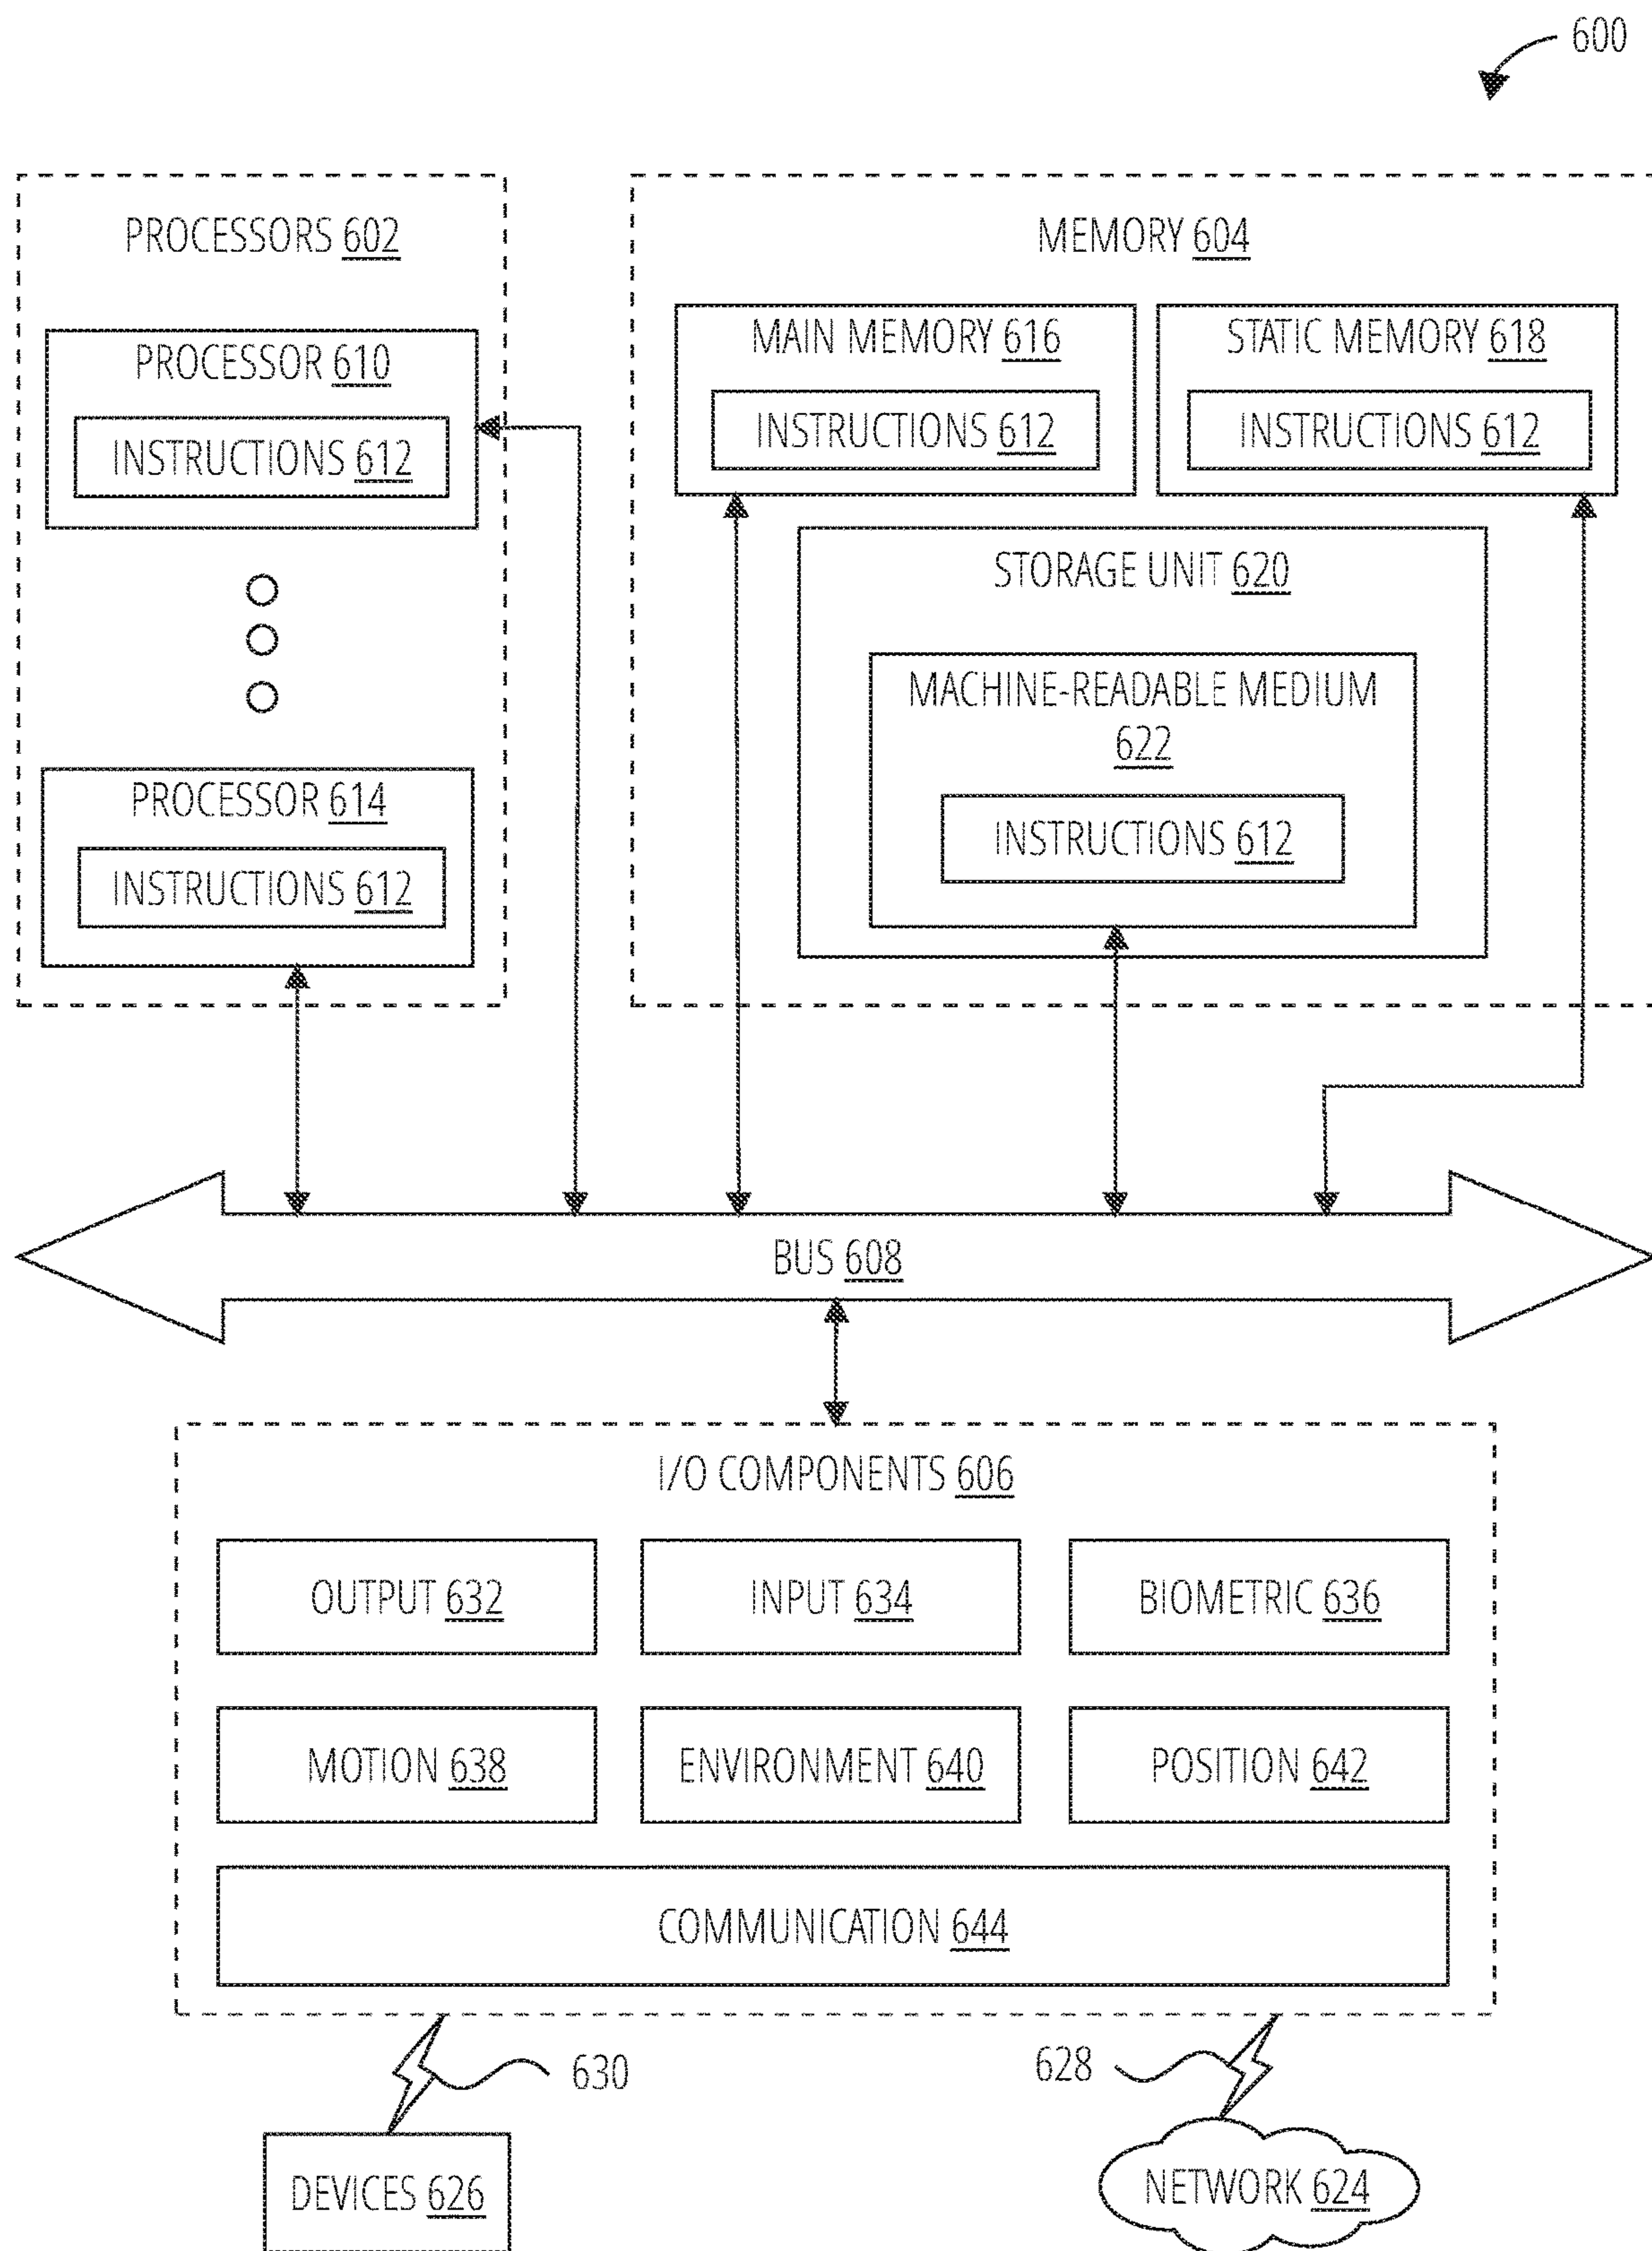 600
PROCESSORS 602
MEMORY 604
PROCESSOR 610
INSTRUCTIONS 612
MAIN MEMORY 616
INSTRUCTIONS 612
STATIC MEMORY 618
INSTRUCTIONS 612
STORAGE UNIT 620
MACHINE-READABLE MEDIUM
622
INSTRUCTIONS 612
PROCESSOR 614
INSTRUCTIONS 612
BUS 608
I/O COMPONENTS 606
OUTPUT 632
INPUT 634
BIOMETRIC 636
MOTION 638
ENVIRONMENT 640
POSITION 642
COMMUNICATION 644
630
628
DEVICES 626
NETWORK 624